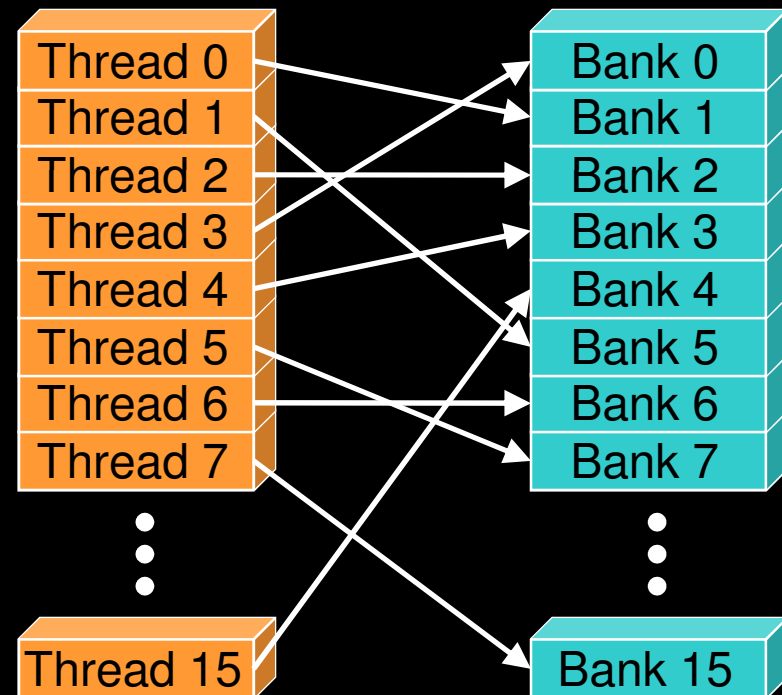 Thread 0
Thread 1
Thread 2
Thread 3
Thread 4
Thread 5
Thread 6
Thread 7
Thread 15
Bank 0
Bank 1
Bank 2
Bank 3
Bank 4
Bank 5
Bank 6
Bank 7
Bank 15